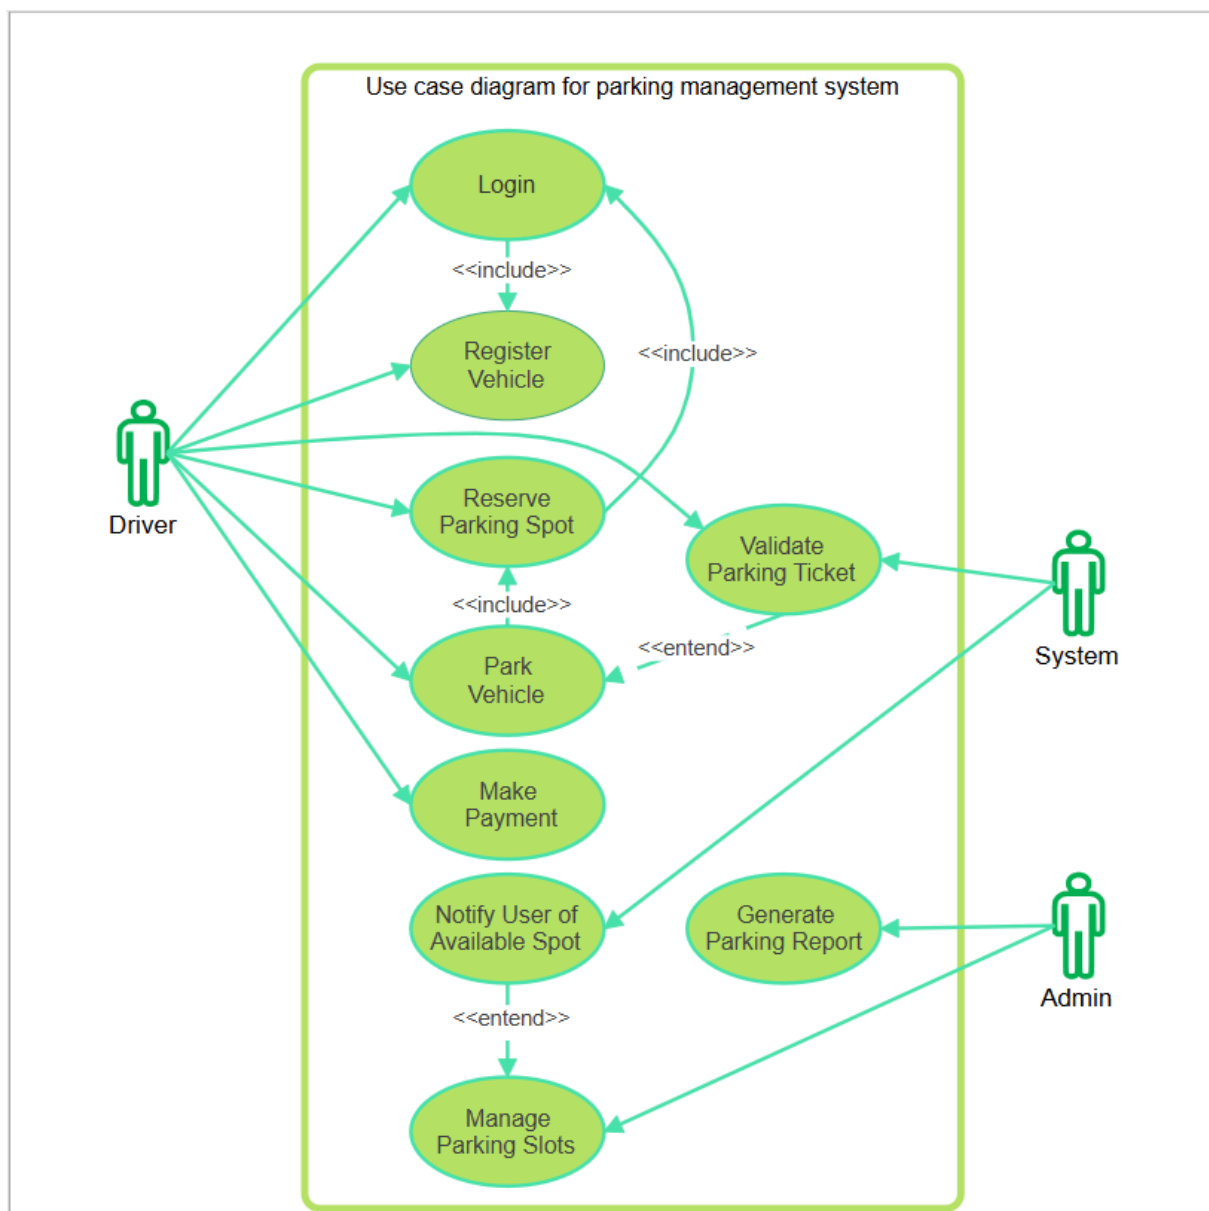 Use case diagram for parking management system
Login
<<include>>
Register
Vehicle
<<include>>
Driver
Reserve
Parking Spot
Validate
Parking Ticket
<<include>>
<<entend>>
System
Park
Vehicle
Make
Payment
Notify User of
Available Spot
Generate
Parking Report
Admin
<<entend>>
Manage
Parking Slots